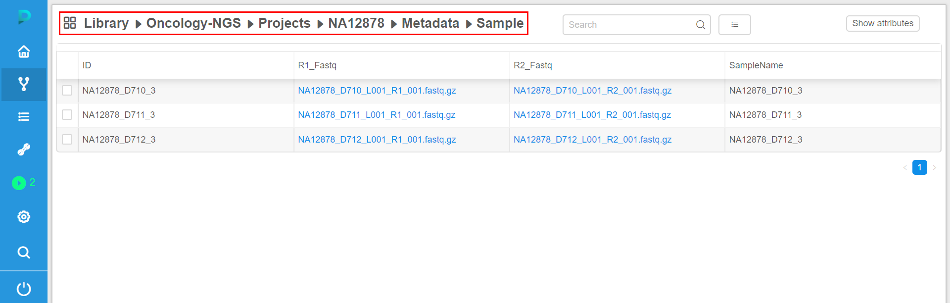 Library Oncology-NGS Projects NA12878 Metadata Sample
Search
Show attributes
ID R1_Fastq R2_Fastq SampleName
NA12878_D710_3 NA12878_D710_L001_R1_001.fastq.gz NA12878_D710_L001_R2_001.fastq.gz NA12878_D710_3
NA12878_D711_3 NA12878_D711_L001_R1_001.fastq.gz NA12878_D711_L001_R2_001.fastq.gz NA12878_D711_3
NA12878_D712_3 NA12878_D712_L001_R1_001.fastq.gz NA12878_D712_L001_R2_001.fastq.gz NA12878_D712_3
1
2